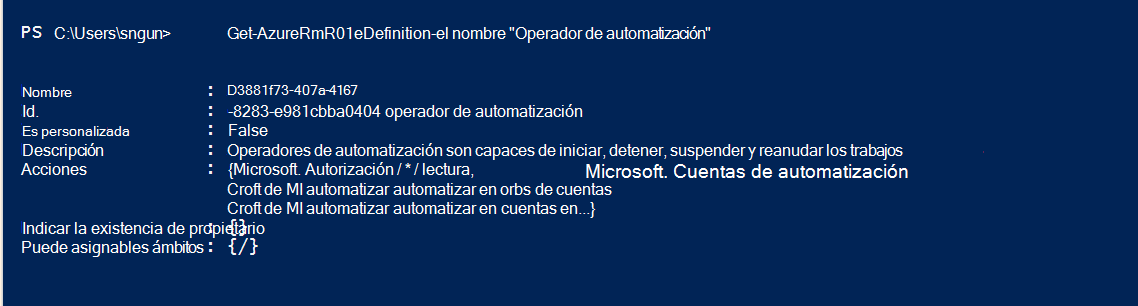 PS C:\Users\sngun> Get-AzureRmR01eDefinition-el nombre "Operador de automatización"
Nombre : D3881f73-407a-4167
Id. : -8283-e981cbba0404 operador de automatización
Es personalizada : False
Descripción : Operadores de automatización son capaces de iniciar, detener, suspender y reanudar los trabajos
Acciones : {Microsoft. Autorización / * / lectura, Microsoft. Cuentas de automatización
Croft de MI automatizar automatizar en orbs de cuentas
Croft de MI automatizar automatizar en cuentas en...}
Indicar la existencia de propietario : {}
Puede asignables ámbitos : {/}